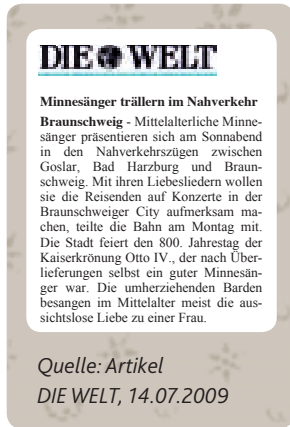 DIE WELT
Minnesänger trällern im Nahverkehr
Braunschweig - Mittelalterliche Minne-
sänger präsentieren sich am Sonnabend
in den Nahverkehrszügen zwischen
Goslar, Bad Harzburg und Braun-
schweig. Mit ihren Liebesliedern wollen
sie die Reisenden auf Konzerte in der
Braunschweiger City aufmerksam ma-
chen, teilte die Bahn am Montag mit.
Die Stadt feiert den 800. Jahrestag der
Kaiserkrönung Otto IV., der nach Über-
lieferungen selbst ein guter Minnesän-
ger war. Die umherziehenden Barden
besangen im Mittelalter meist die aus-
sichtslose Liebe zu einer Frau.
Quelle: Artikel
DIE WELT, 14.07.2009